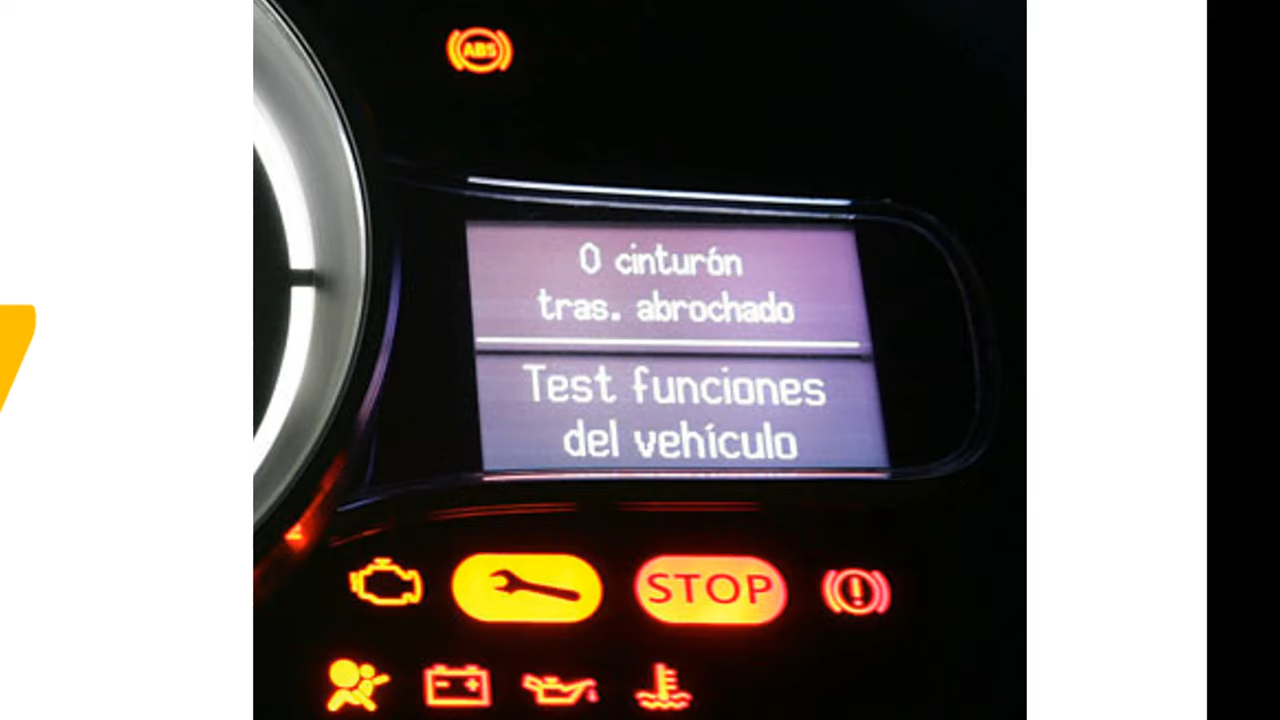 ABS
0 cinturón
tras. abrochado
Test funciones
del vehículo
STOP